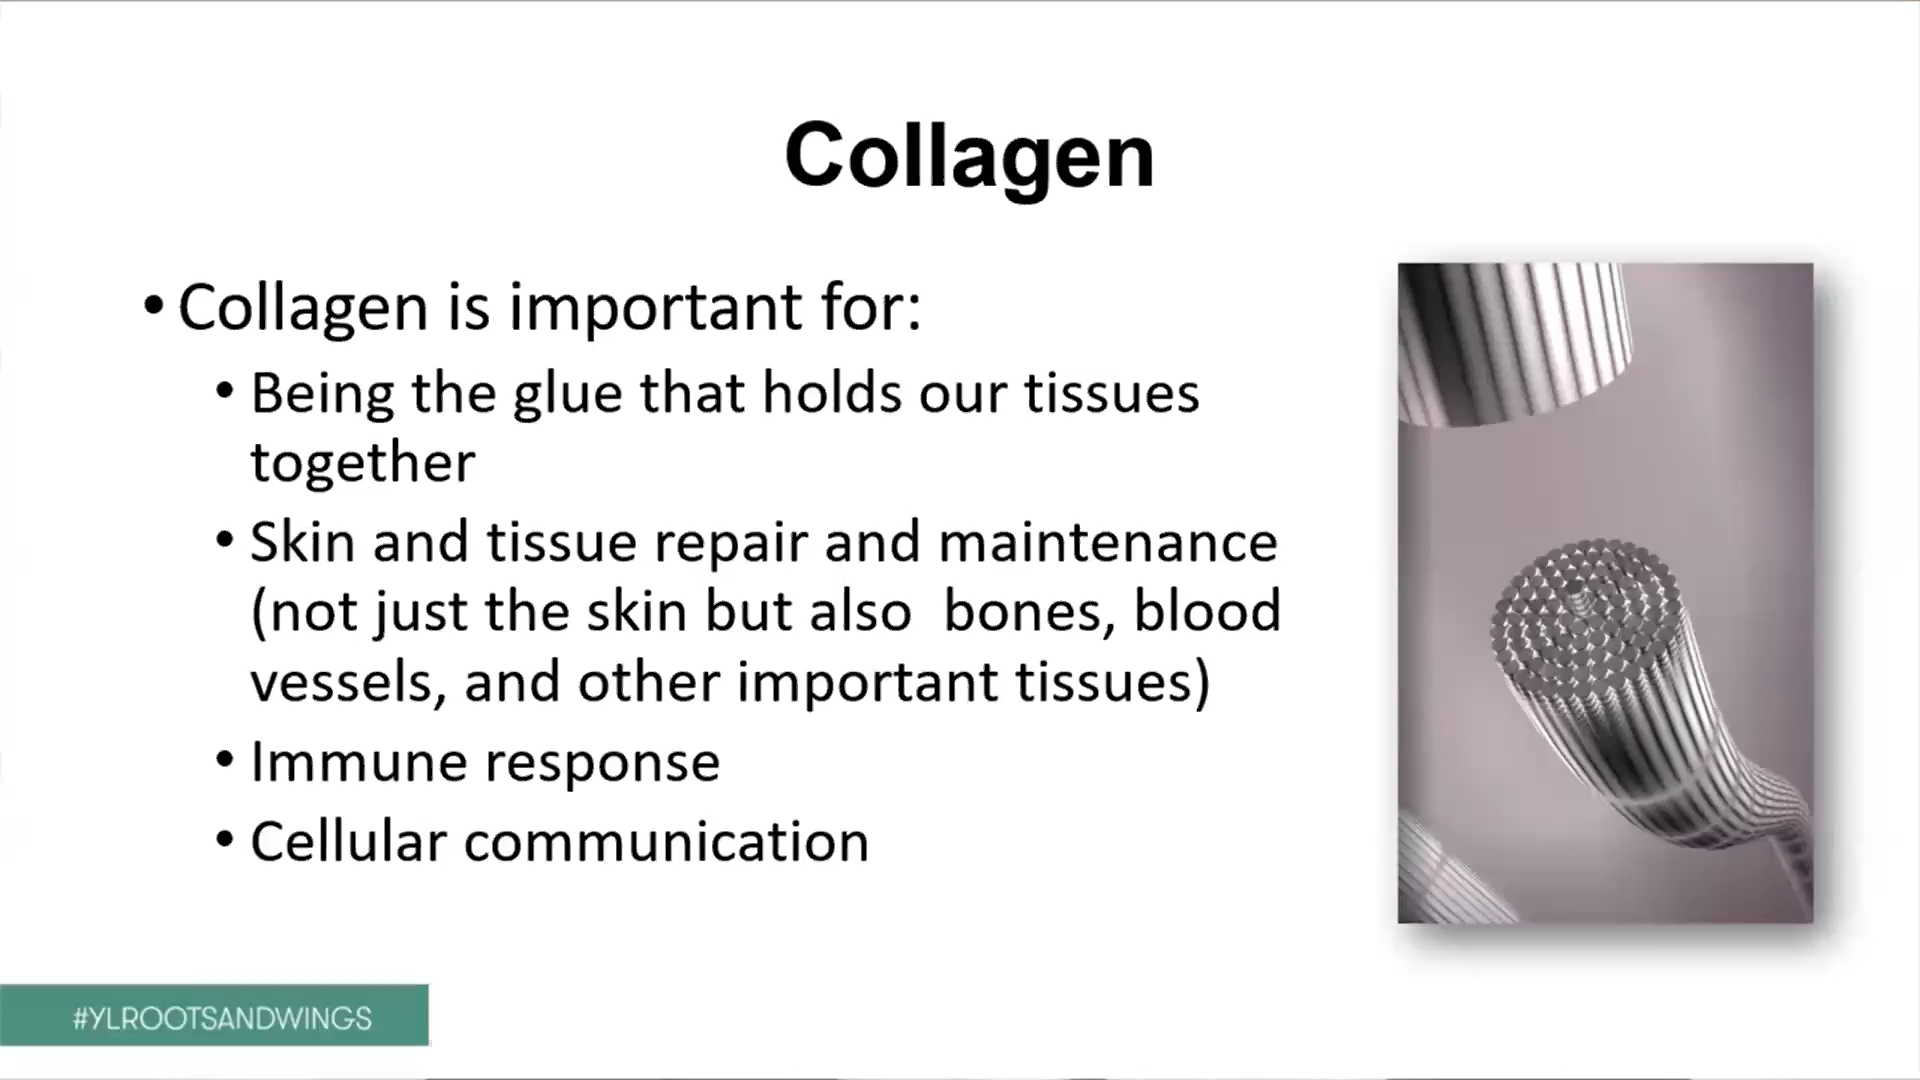 Collagen
• Collagen is important for:
• Being the glue that holds our tissues
together
• Skin and tissue repair and maintenance
(not just the skin but also  bones, blood
vessels, and other important tissues)
• Immune response
• Cellular communication
#YLROOTSANDWINGS